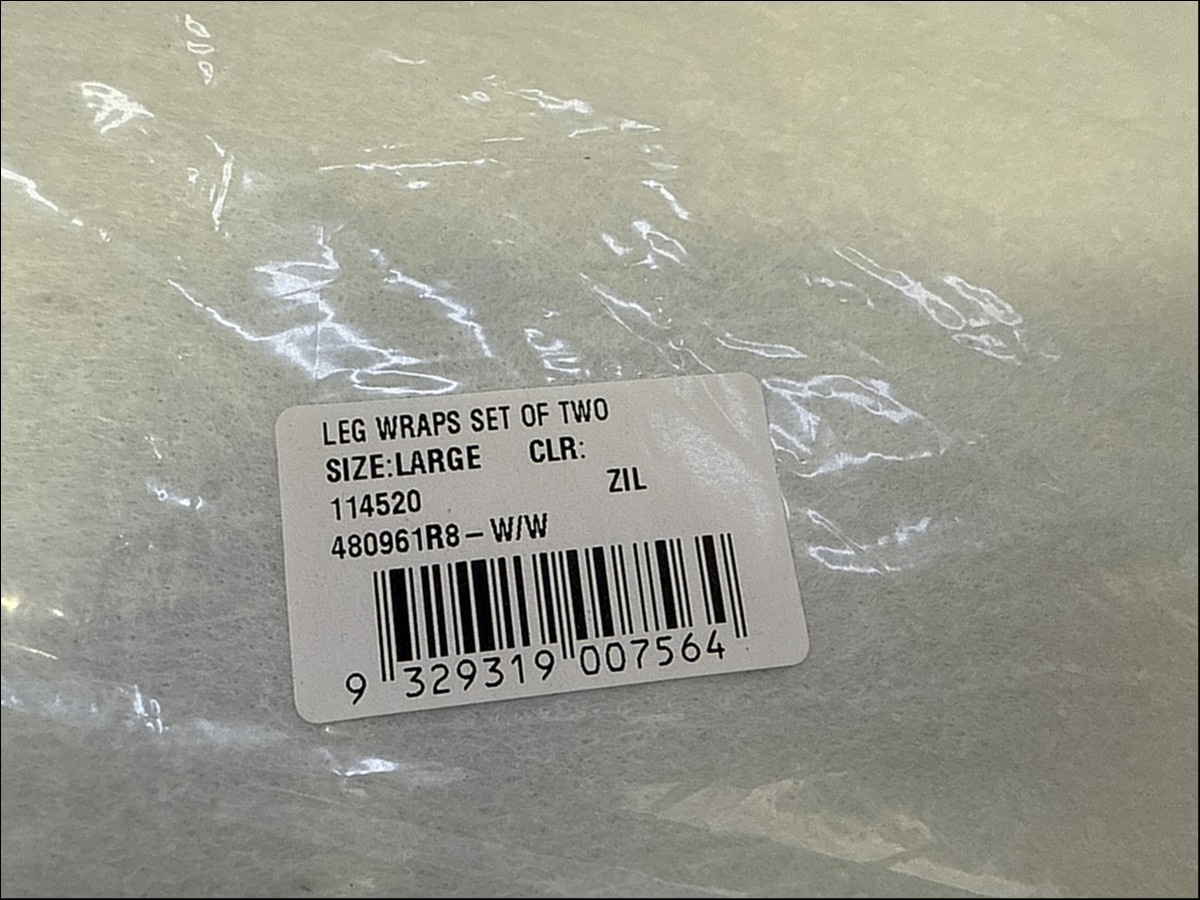 LEG WRAPS SET OF TWO
SIZE:LARGE CLR:
ZIL
114520
480961R8-W/W
9 329319 007564